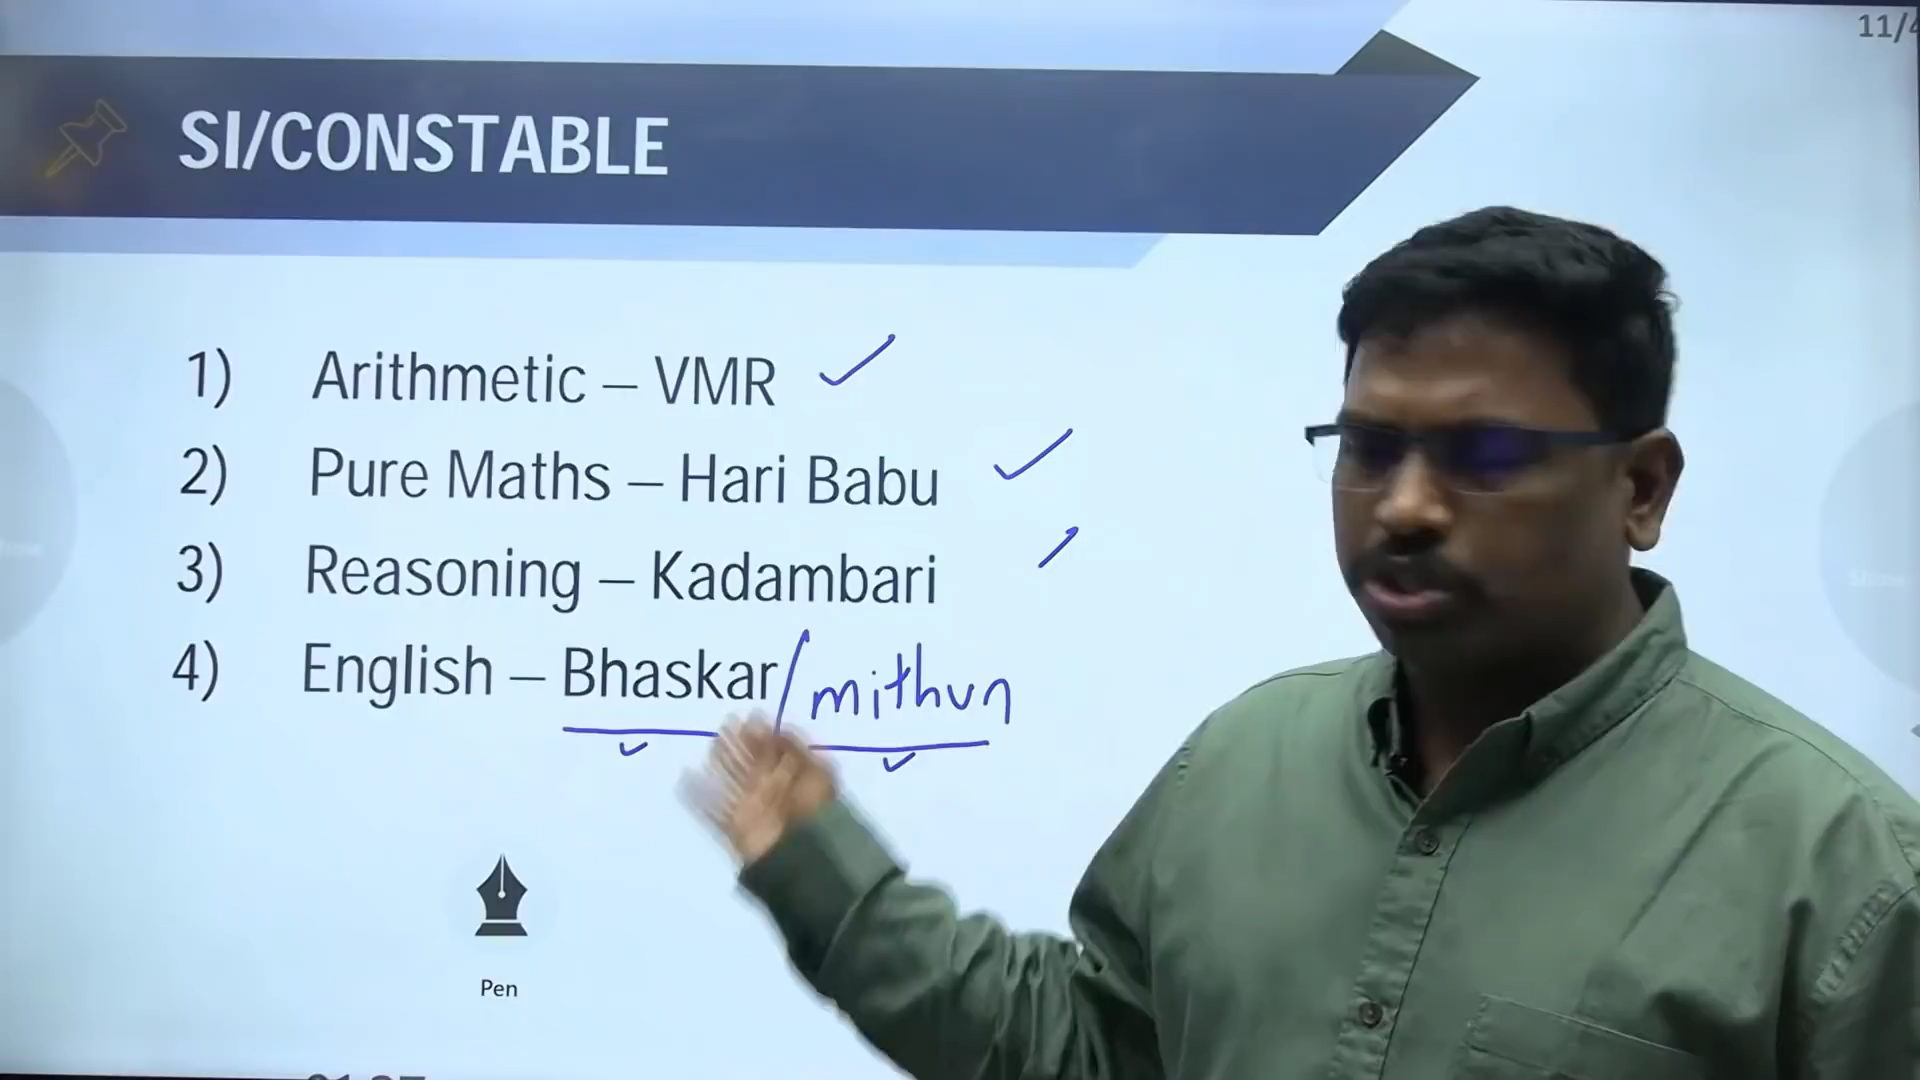 11/4
SI/CONSTABLE
1) Arithmetic – VMR
2) Pure Maths – Hari Babu
3) Reasoning – Kadambari
4) English – Bhaskar/mithun
Pen